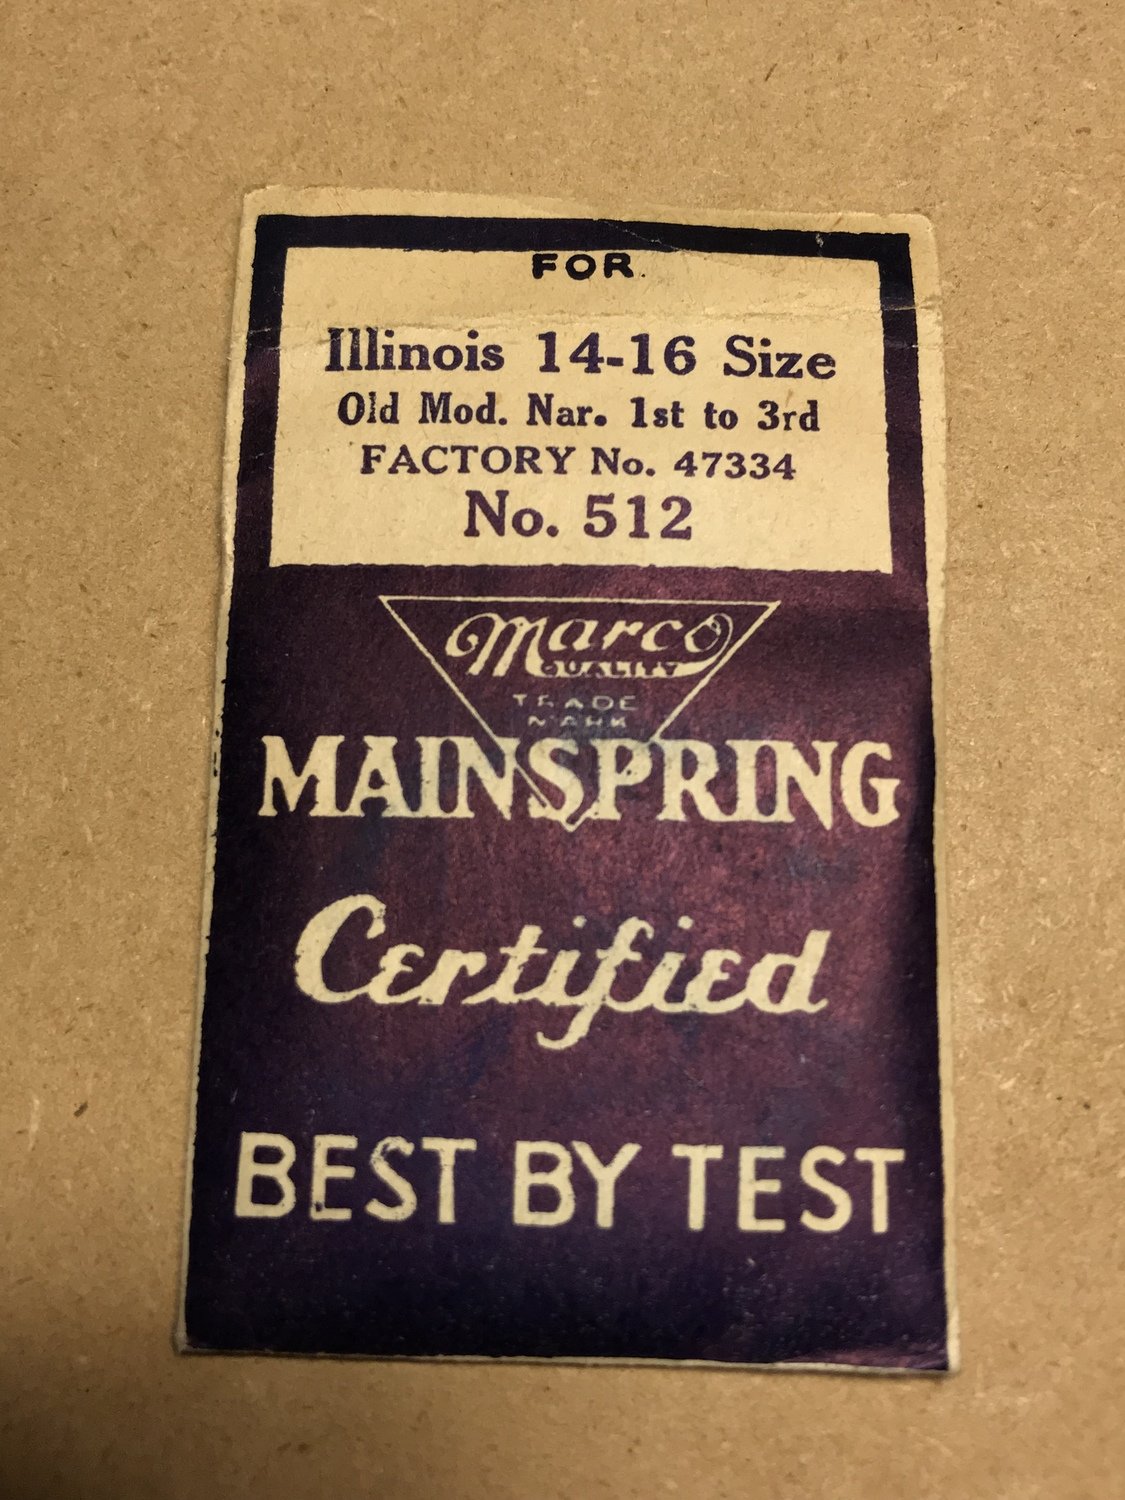 FOR
Illinois 14-16 Size
Old Mod. Nar. 1st to 3rd
FACTORY No. 47334
No. 512
Marco
QUALITY
TRADE
MARK
MAINSPRING
Certified
BEST BY TEST